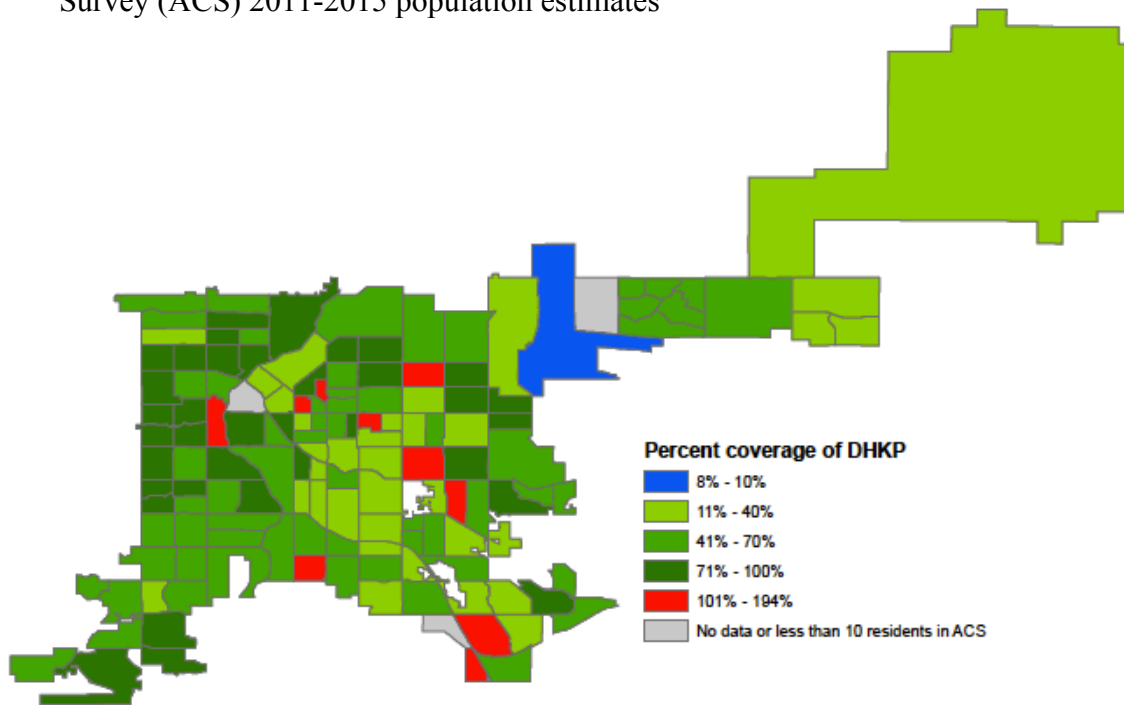 Survey (ACS) 2011-2015 population estimates
Percent coverage of DHKP
8% - 10%
11% - 40%
41% - 70%
71% - 100%
101% - 194%
No data or less than 10 residents in ACS